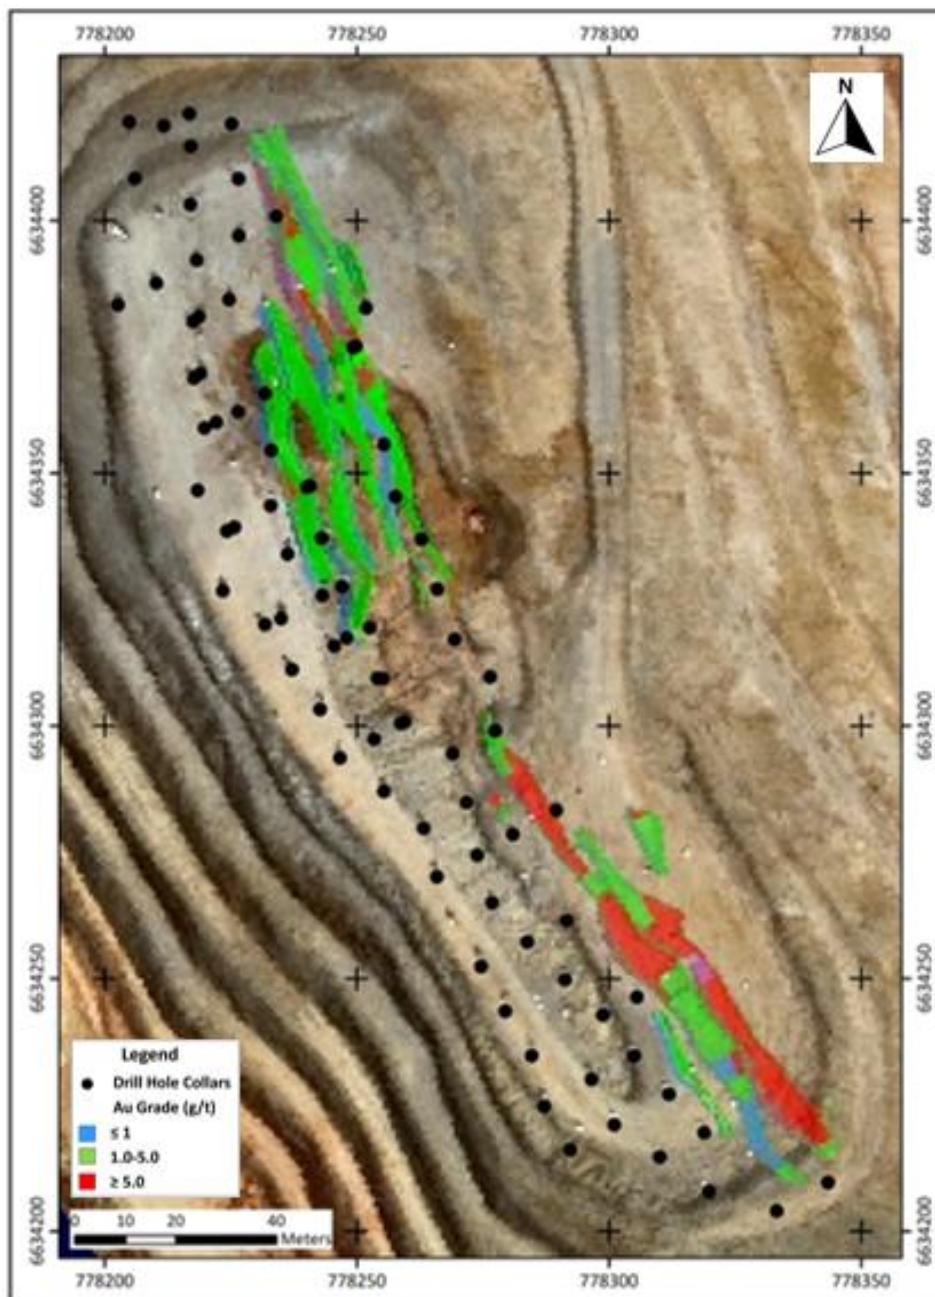 778200 778250 778300 778350
N
6634400 6634400
6634350 6634350
6634300 6634300
6634250 6634250
6634200 6634200
Legend
Drill Hole Collars
Au Grade (g/t)
≤ 1
1.0-5.0
≥ 5.0
0 10 20 40
Meters
778200 778250 778300 778350